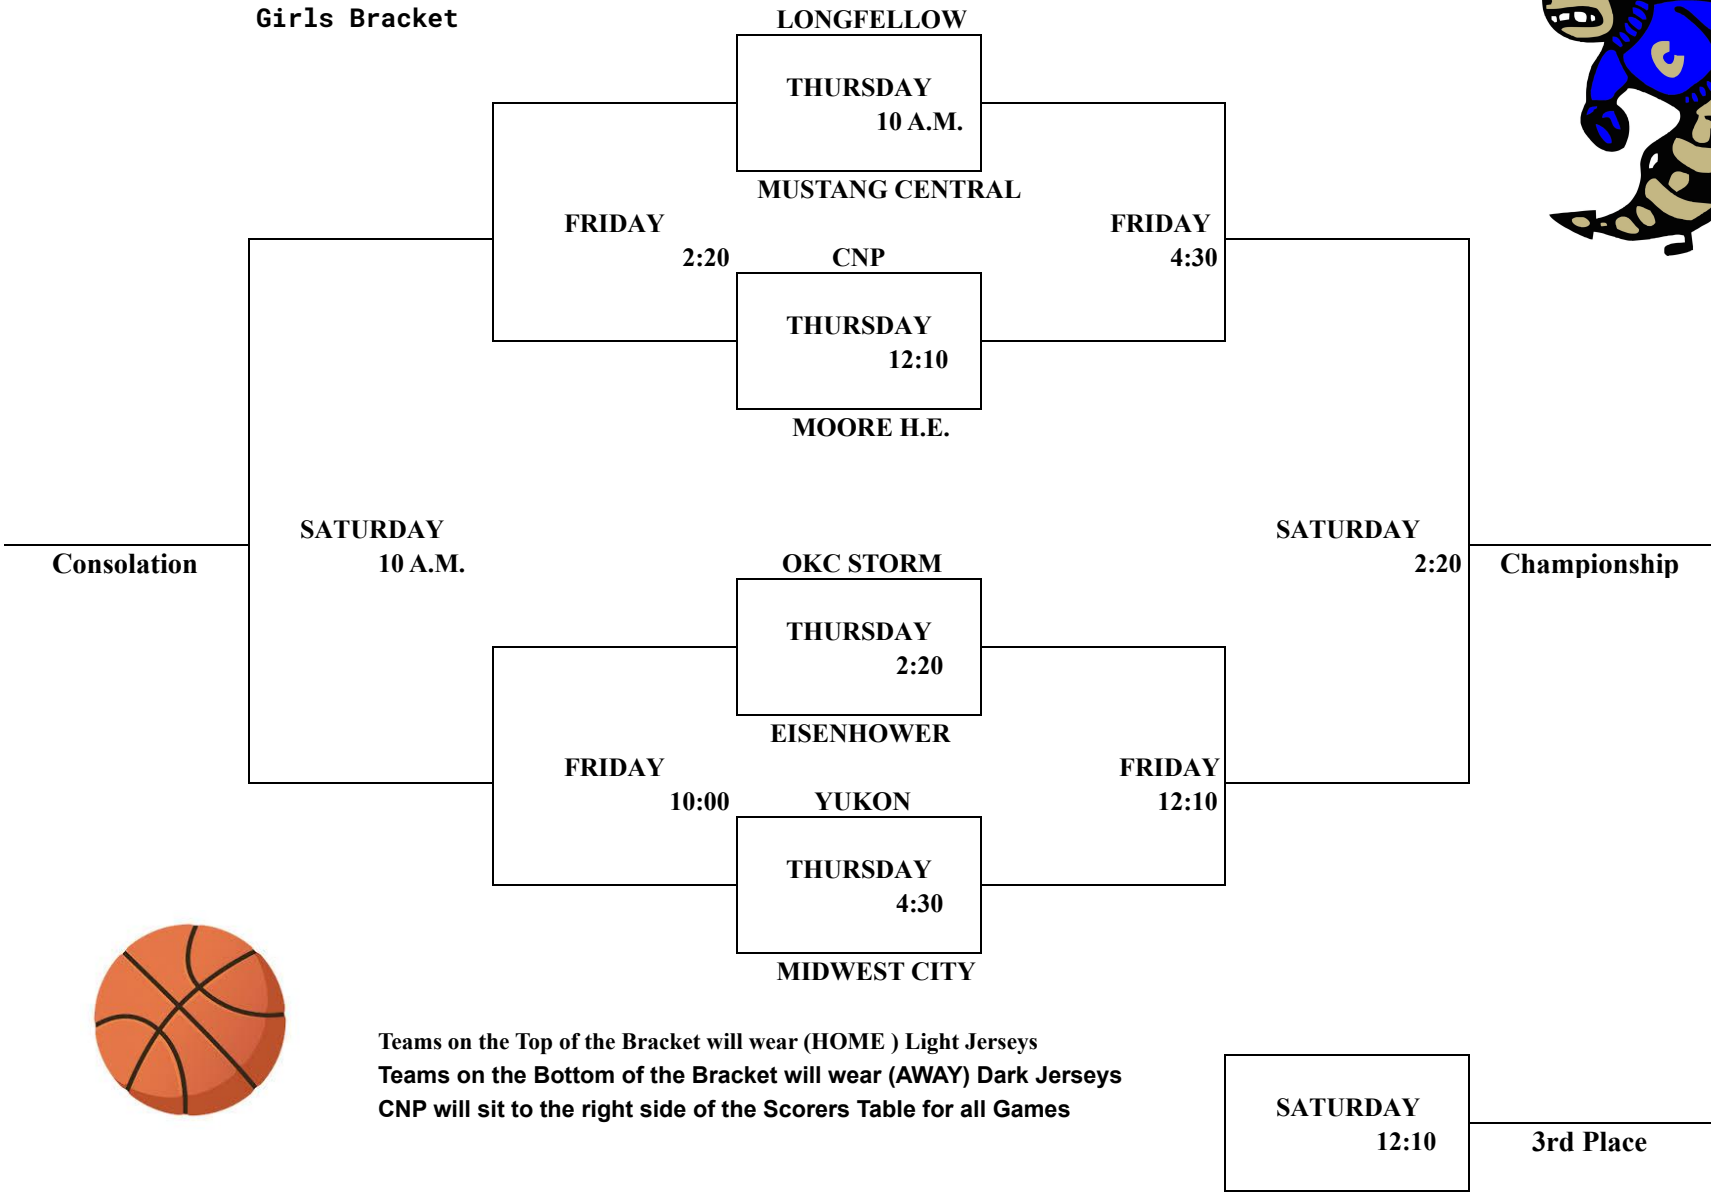 Girls Bracket
LONGFELLOW
THURSDAY
10 A.M.
MUSTANG CENTRAL
FRIDAY
2:20
FRIDAY
4:30
CNP
THURSDAY
12:10
MOORE H.E.
SATURDAY
10 A.M.
Consolation
SATURDAY
2:20
Championship
OKC STORM
THURSDAY
2:20
EISENHOWER
FRIDAY
10:00
FRIDAY
12:10
YUKON
THURSDAY
4:30
MIDWEST CITY
Teams on the Top of the Bracket will wear (HOME ) Light Jerseys
Teams on the Bottom of the Bracket will wear (AWAY) Dark Jerseys
CNP will sit to the right side of the Scorers Table for all Games
SATURDAY
12:10
3rd Place
C